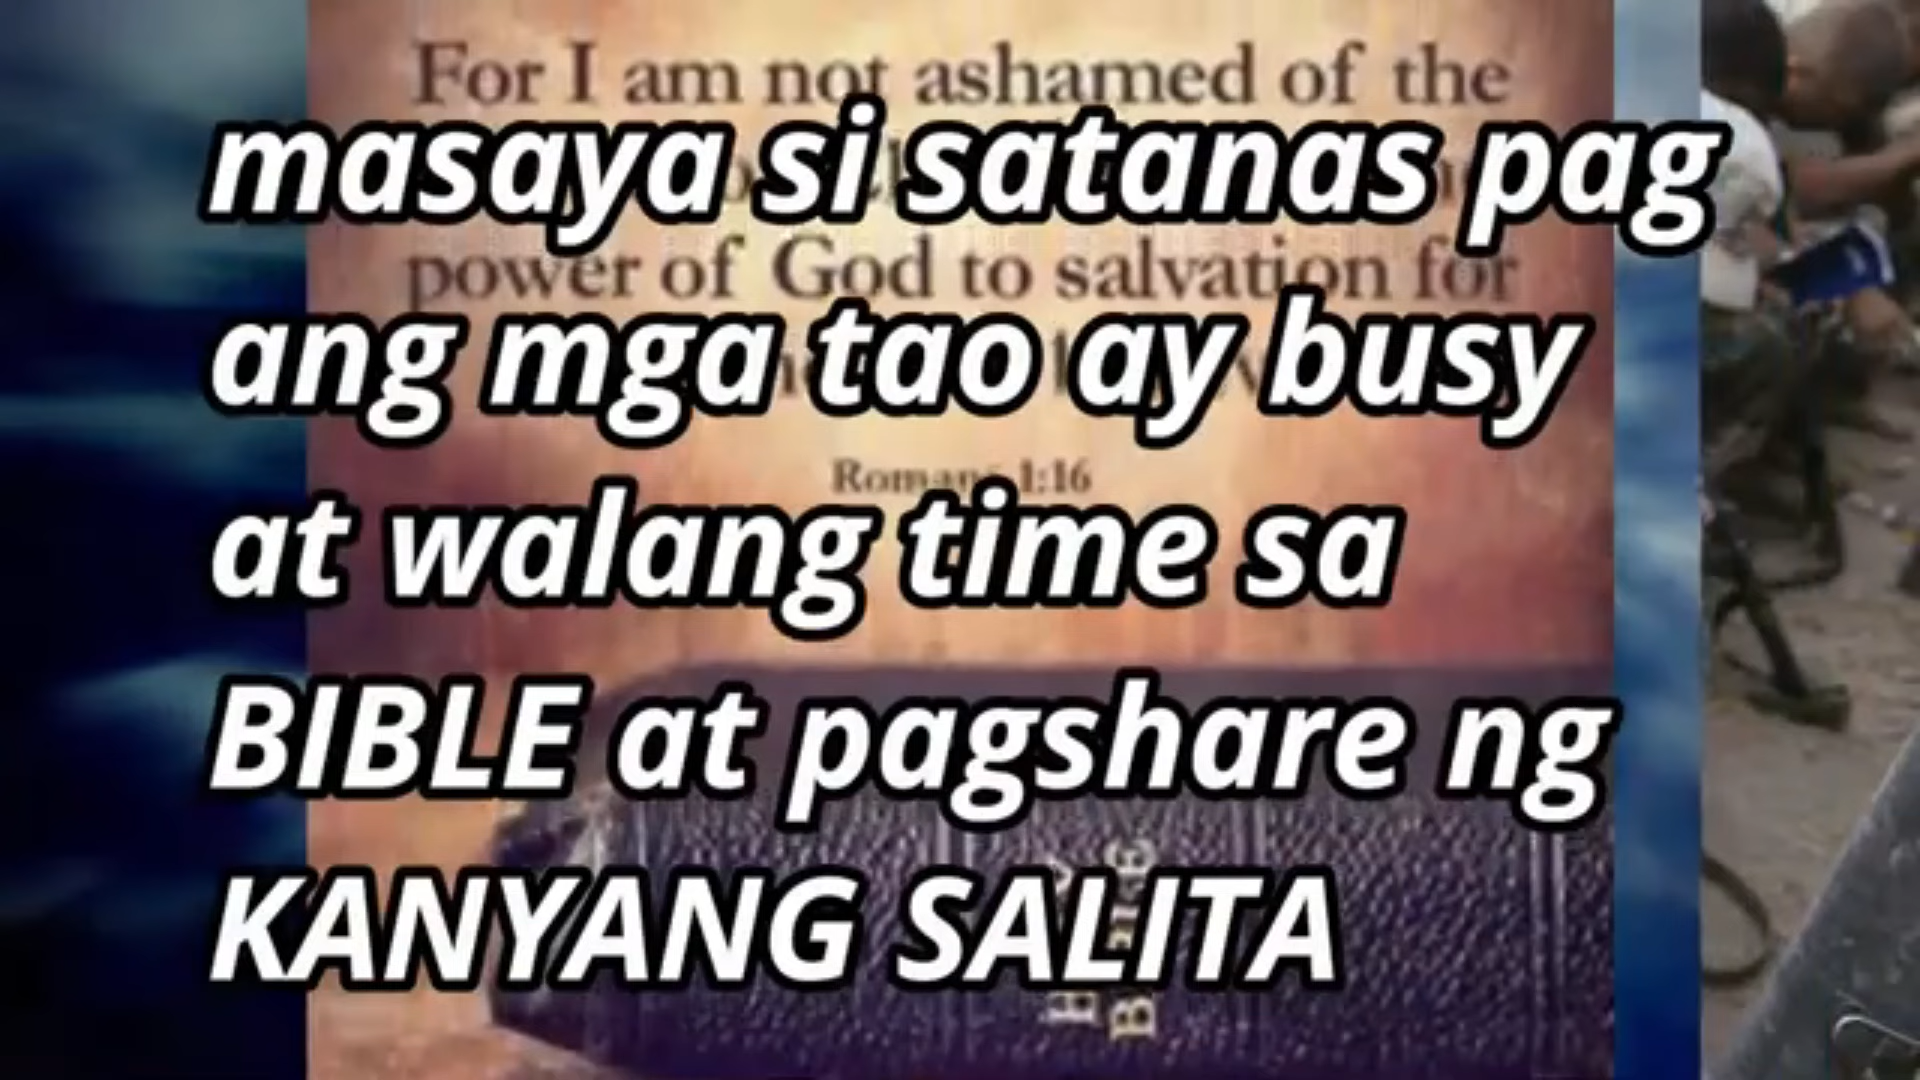 For I am not ashamed of the
masaya si satanas pag
power of God to salvation for
ang mga tao ay busy
Romans 1:16
at walang time sa
BIBLE at pagshare ng
KANYANG SALITA